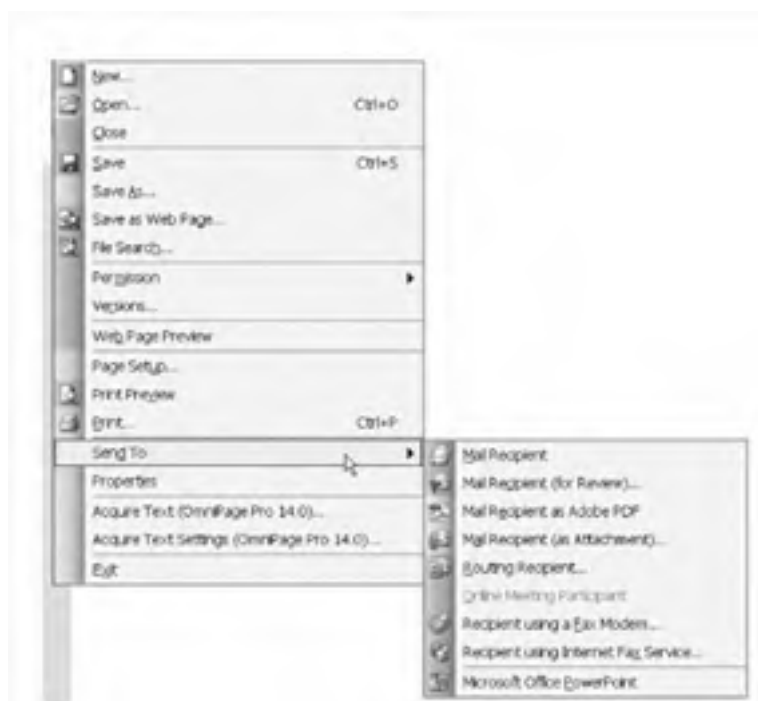 New...
Open... Ctrl+O
Close
Save Ctrl+S
Save As...
Save as Web Page...
File Search...
Permission
Versions...
Web Page Preview
Page Setup...
Print Preview
Print... Ctrl+P
Send To
Properties
Acquire Text (OmniPage Pro 14.0)...
Acquire Text Settings (OmniPage Pro 14.0)...
Exit
Mail Recipient
Mail Recipient (for Review)...
Mail Recipient as Adobe PDF
Mail Recipient (as Attachment)...
Routing Recipient...
Online Meeting Participant
Recipient using a Fax Modem...
Recipient using Internet Fax Service...
Microsoft Office PowerPoint